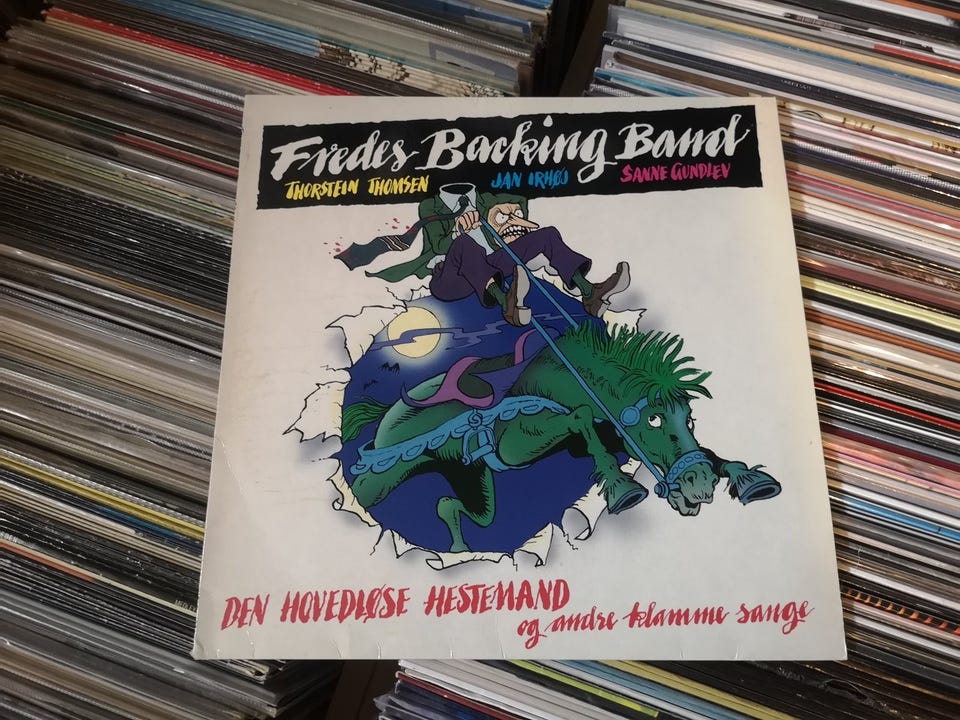 Fredes Backing Band
THORSTEIN THOMSEN JAN IRHØJ SANNE GUNDLEV
DEN HOVEDLØSE HESTEMAND
og andre klamme sange